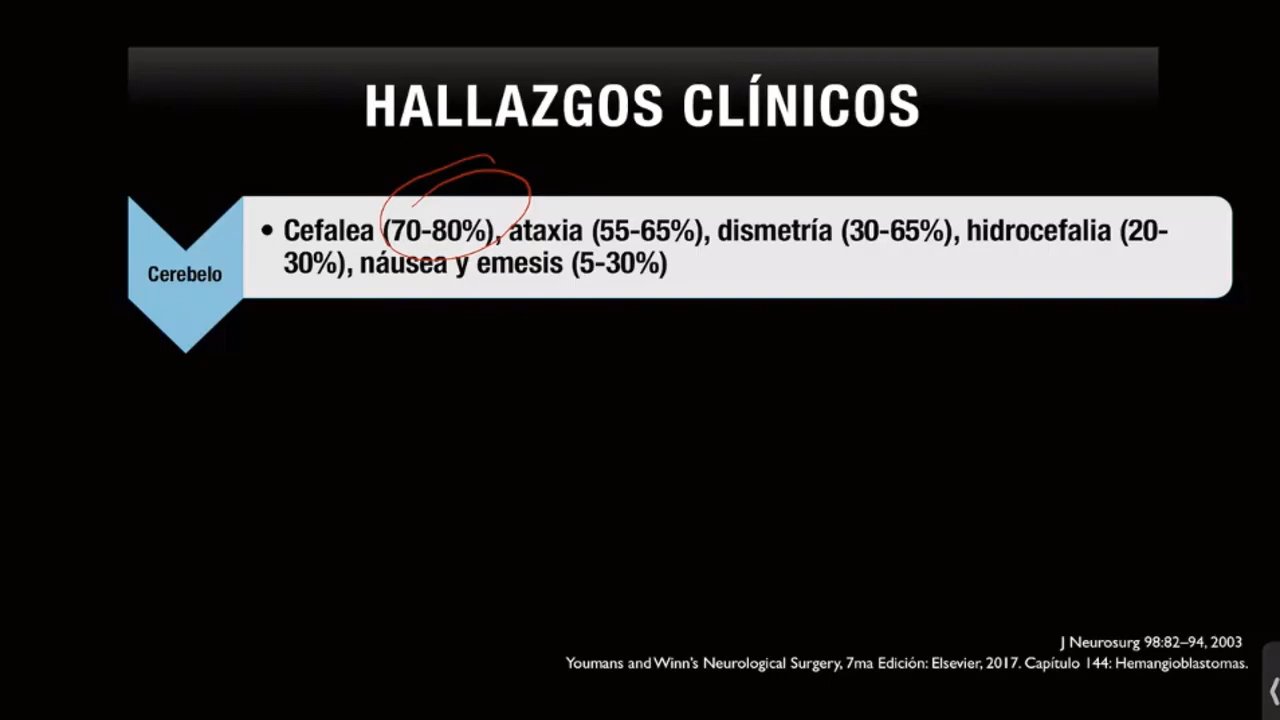 HALLAZGOS CLÍNICOS
Cerebelo
• Cefalea (70-80%), ataxia (55-65%), dismetría (30-65%), hidrocefalia (20-
30%), náusea y emesis (5-30%)
J Neurosurg 98:82–94, 2003
Youmans and Winn's Neurological Surgery, 7ma Edición: Elsevier, 2017. Capítulo 144: Hemangioblastomas.